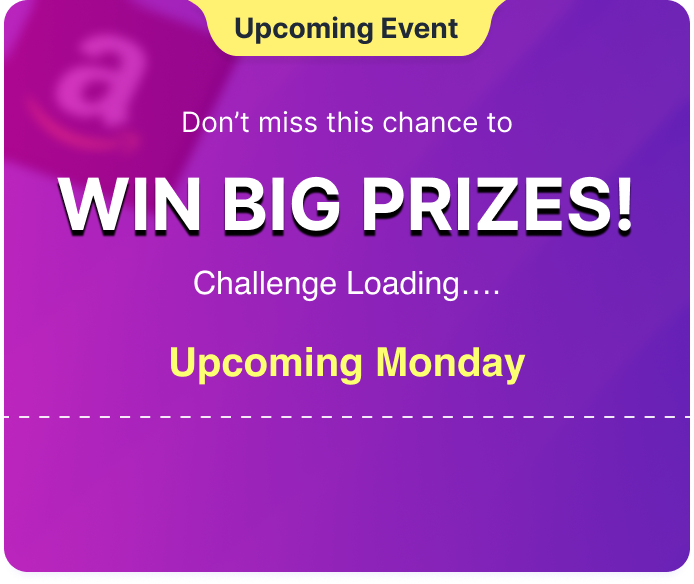 Upcoming Event
a
Don’t miss this chance to
WIN BIG PRIZES!
Challenge Loading....
Upcoming Monday